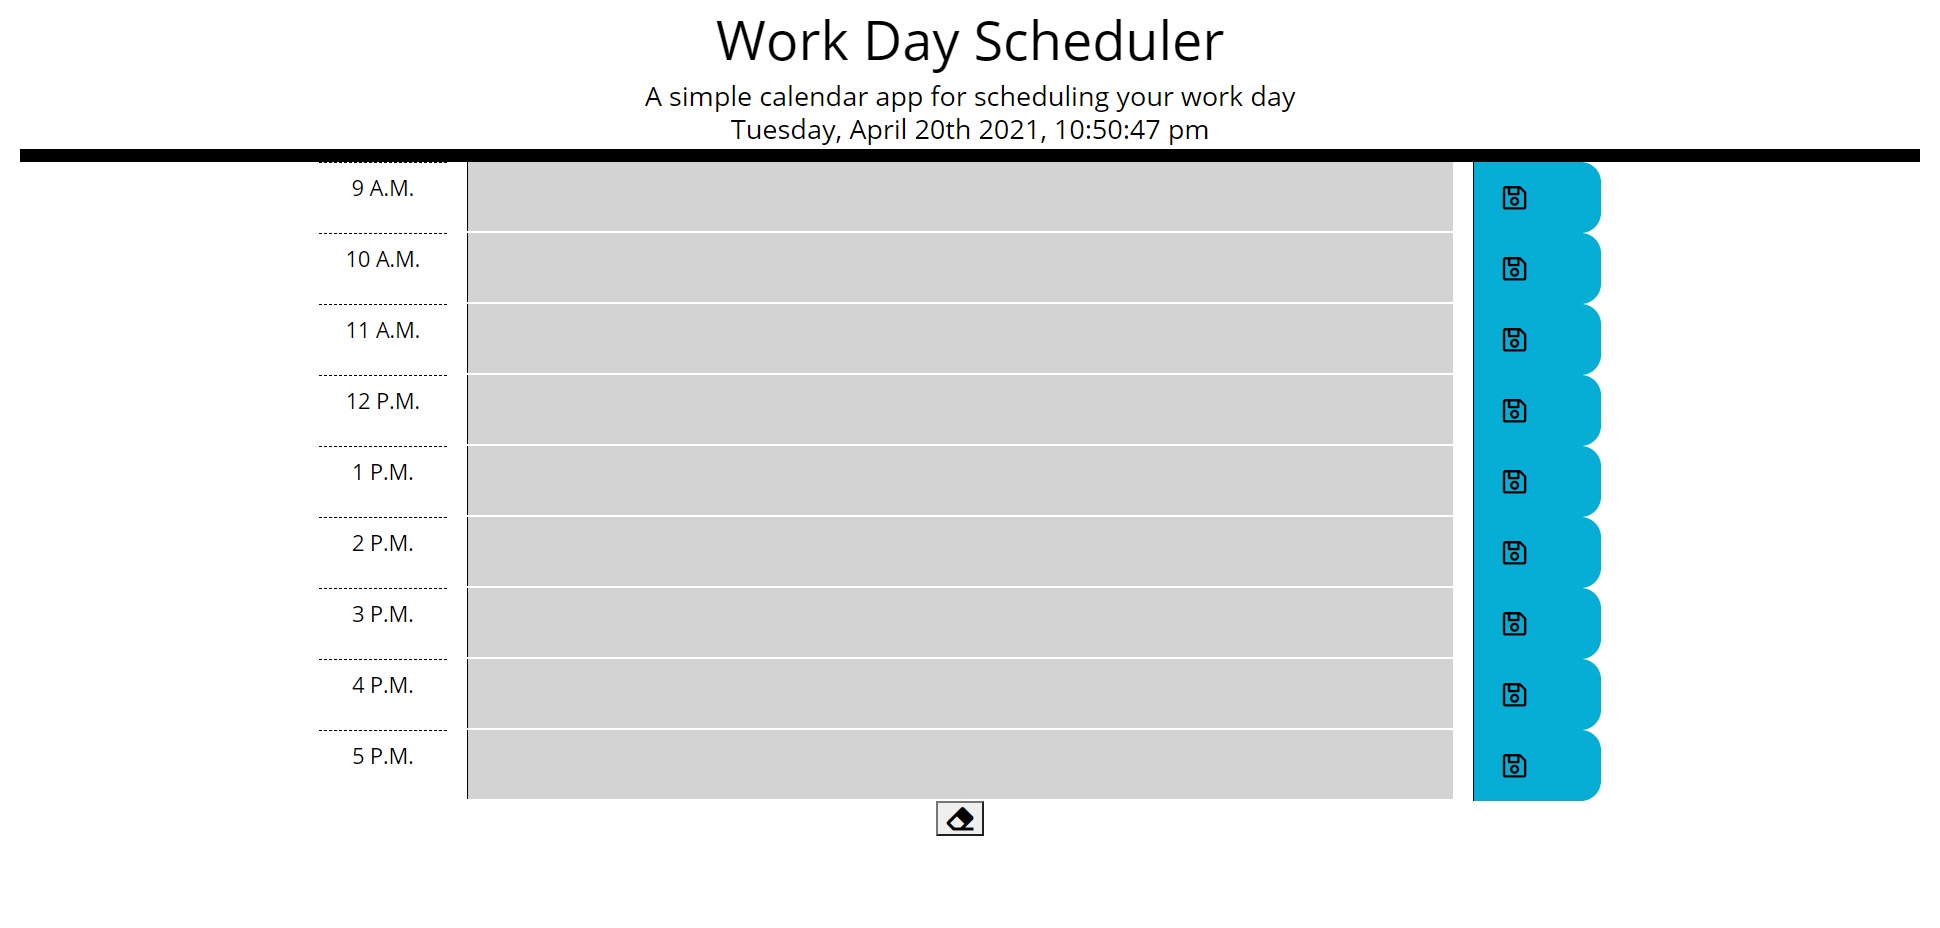 Work Day Scheduler
A simple calendar app for scheduling your work day
Tuesday, April 20th 2021, 10:50:47 pm
9 A.M.
10 A.M.
11 A.M.
12 P.M.
1 P.M.
2 P.M.
3 P.M.
4 P.M.
5 P.M.